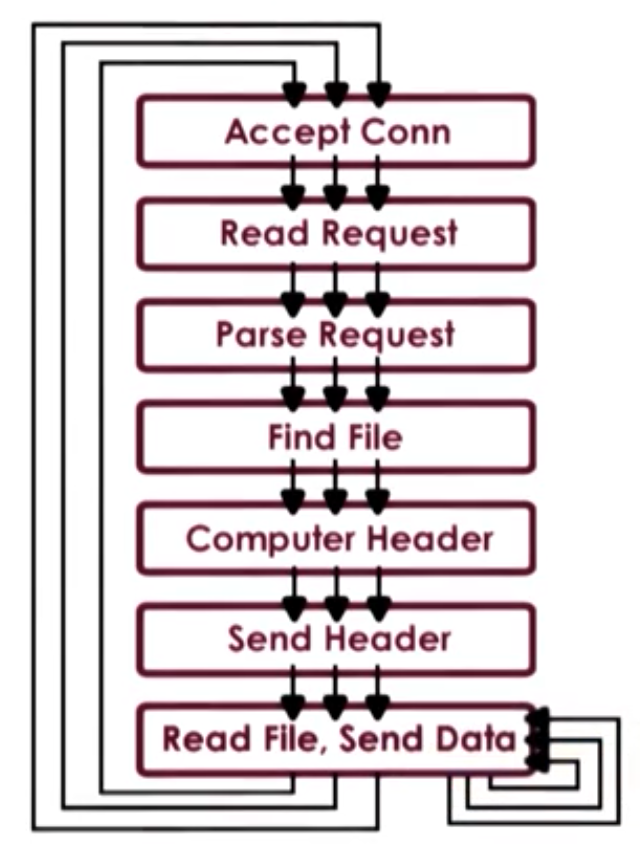 Accept Conn
Read Request
Parse Request
Find File
Computer Header
Send Header
Read File, Send Data